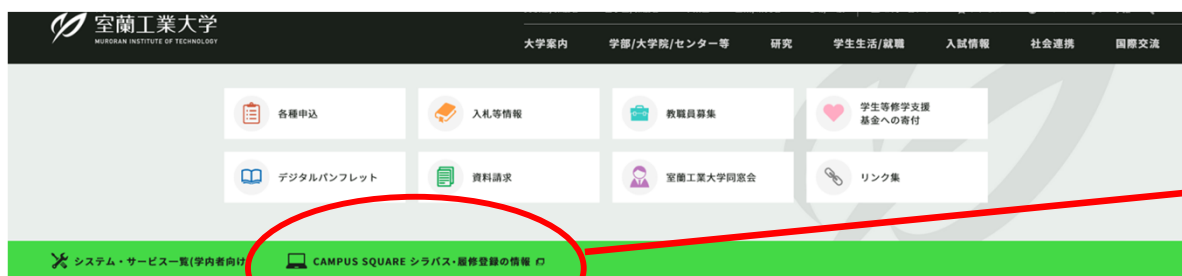 室蘭工業大学
MURORAN INSTITUTE OF TECHNOLOGY
大学案内 学部/大学院/センター等 研究 学生生活/就職 入試情報 社会連携 国際交流
各種申込 入札等情報 教職員募集 学生等修学支援
基金への寄付
デジタルパンフレット 資料請求 室蘭工業大学同窓会 リンク集
システム・サービス一覧(学内者向け CAMPUS SQUARE シラバス・履修登録の情報